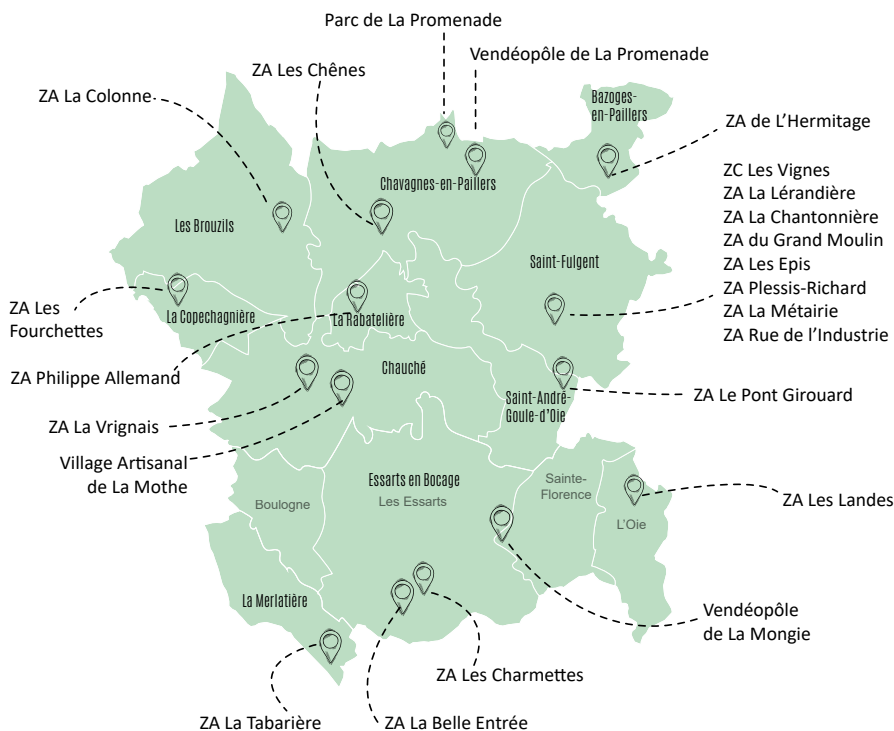 Parc de La Promenade
Vendéopôle de La Promenade
ZA Les Chênes
ZA La Colonne
Bazoges-
en-Paillers
ZA de L'Hermitage
ZC Les Vignes
ZA La Lérandière
ZA La Chantonnière
ZA du Grand Moulin
ZA Les Epis
ZA Plessis-Richard
ZA La Métairie
ZA Rue de l'Industrie
Chavagnes-en-Paillers
Les Brouzils
Saint-Fulgent
ZA Les
Fourchettes
La Copechagnière
La Rabatelière
ZA Philippe Allemand
Chauché
Saint-André-
Goule-d'Oie
ZA Le Pont Girouard
ZA La Vrignais
Village Artisanal
de La Mothe
Essarts en Bocage
Les Essarts
Boulogne
Sainte-
Florence
L'Oie
ZA Les Landes
La Merlatière
Vendéopôle
de La Mongie
ZA Les Charmettes
ZA La Tabarière
ZA La Belle Entrée